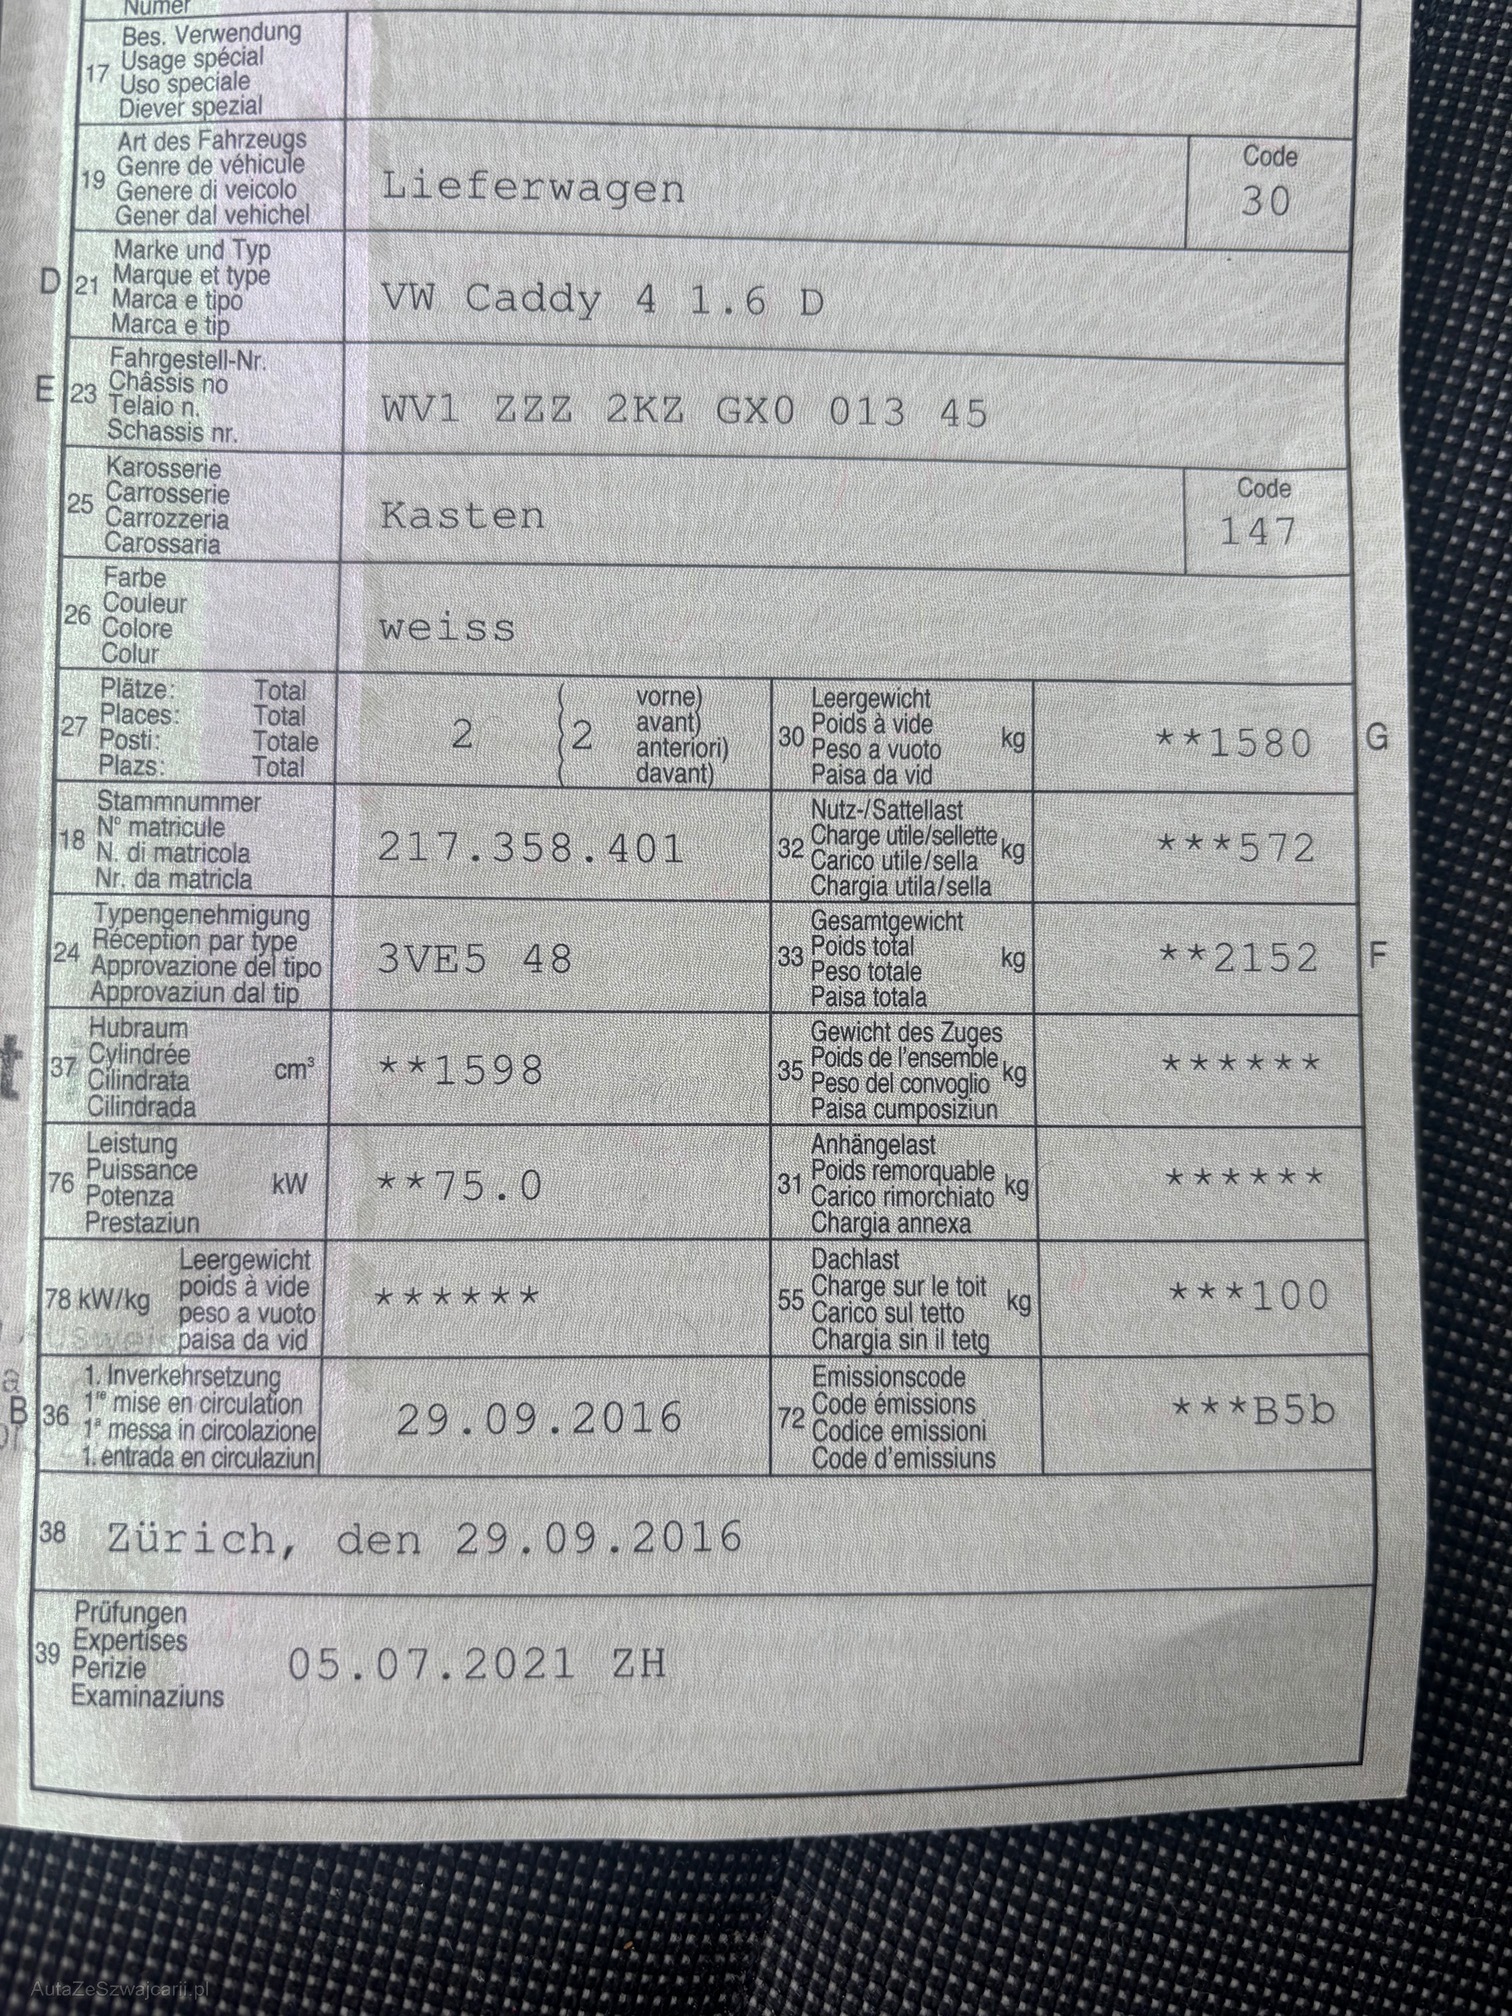 Numer
17
Bes. Verwendung
Usage spécial
Uso speciale
Diever spezial
19
Art des Fahrzeugs
Genre de véhicule
Genere di veicolo
Gener dal vehichel
Lieferwagen
Code
30
D
21
Marke und Typ
Marque et type
Marca e tipo
Marca e tip
VW Caddy 4 1.6 D
E
23
Fahrgestell-Nr.
Châssis no
Telaio n.
Schassis nr.
WV1 ZZZ 2KZ GX0 013 45
25
Karosserie
Carrosserie
Carrozzeria
Carossaria
Kasten
Code
147
26
Farbe
Couleur
Colore
Colur
weiss
27
Plätze: Total
Places: Total
Posti: Totale
Plazs: Total
2
( vorne)
( 2 avant)
( anteriori)
( davant)
30
Leergewicht
Poids à vide
Peso a vuoto
Paisa da vid
kg
**1580
G
18
Stammnummer
N° matricule
N. di matricola
Nr. da matricla
217.358.401
32
Nutz-/Sattellast
Charge utile/sellette
Carico utile/sella
Chargia utila/sella
kg
***572
24
Typengenehmigung
Réception par type
Approvazione del tipo
Approvaziun dal tip
3VE5 48
33
Gesamtgewicht
Poids total
Peso totale
Paisa totala
kg
**2152
F
37
Hubraum
Cylindrée
Cilindrata
Cilindrada
cm³
**1598
35
Gewicht des Zuges
Poids de l'ensemble
Peso del convoglio
Paisa cumposiziun
kg
******
76
Leistung
Puissance
Potenza
Prestaziun
kW
**75.0
31
Anhängelast
Poids remorquable
Carico rimorchiato
Chargia annexa
kg
******
78 kW/kg
Leergewicht
poids à vide
peso a vuoto
paisa da vid
******
55
Dachlast
Charge sur le toit
Carico sul tetto
Chargia sin il tetg
kg
***100
B
36
1. Inverkehrsetzung
1re mise en circulation
1a messa in circolazione
1. entrada en circulaziun
29.09.2016
72
Emissionscode
Code émissions
Codice emissioni
Code d'emissiuns
***B5b
38
Zürich, den 29.09.2016
39
Prüfungen
Expertises
Perizie
Examinaziuns
05.07.2021 ZH
AutaZeSzwajcarii.pl